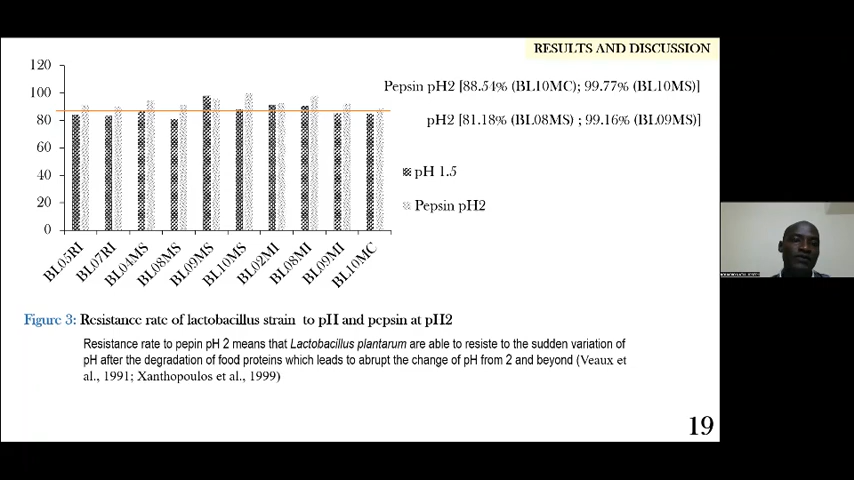 RESULTS AND DISCUSSION
120
100
80
60
40
20
0
BL05RI
BL07RI
BL04MS
BL08MS
BL09MS
BL10MS
BL02MI
BL08MI
BL09MI
BL10MC
Pepsin pH2 [88.54% (BL10MC); 99.77% (BL10MS)]
pH2 [81.18% (BL08MS) ; 99.16% (BL09MS)]
pH 1.5
Pepsin pH2
Figure 3: Resistance rate of lactobacillus strain to pH and pepsin at pH2
Resistance rate to pepin pH 2 means that Lactobacillus plantarum are able to resiste to the sudden variation of
pH after the degradation of food proteins which leads to abrupt the change of pH from 2 and beyond (Veaux et
al., 1991; Xanthopoulos et al., 1999)
19